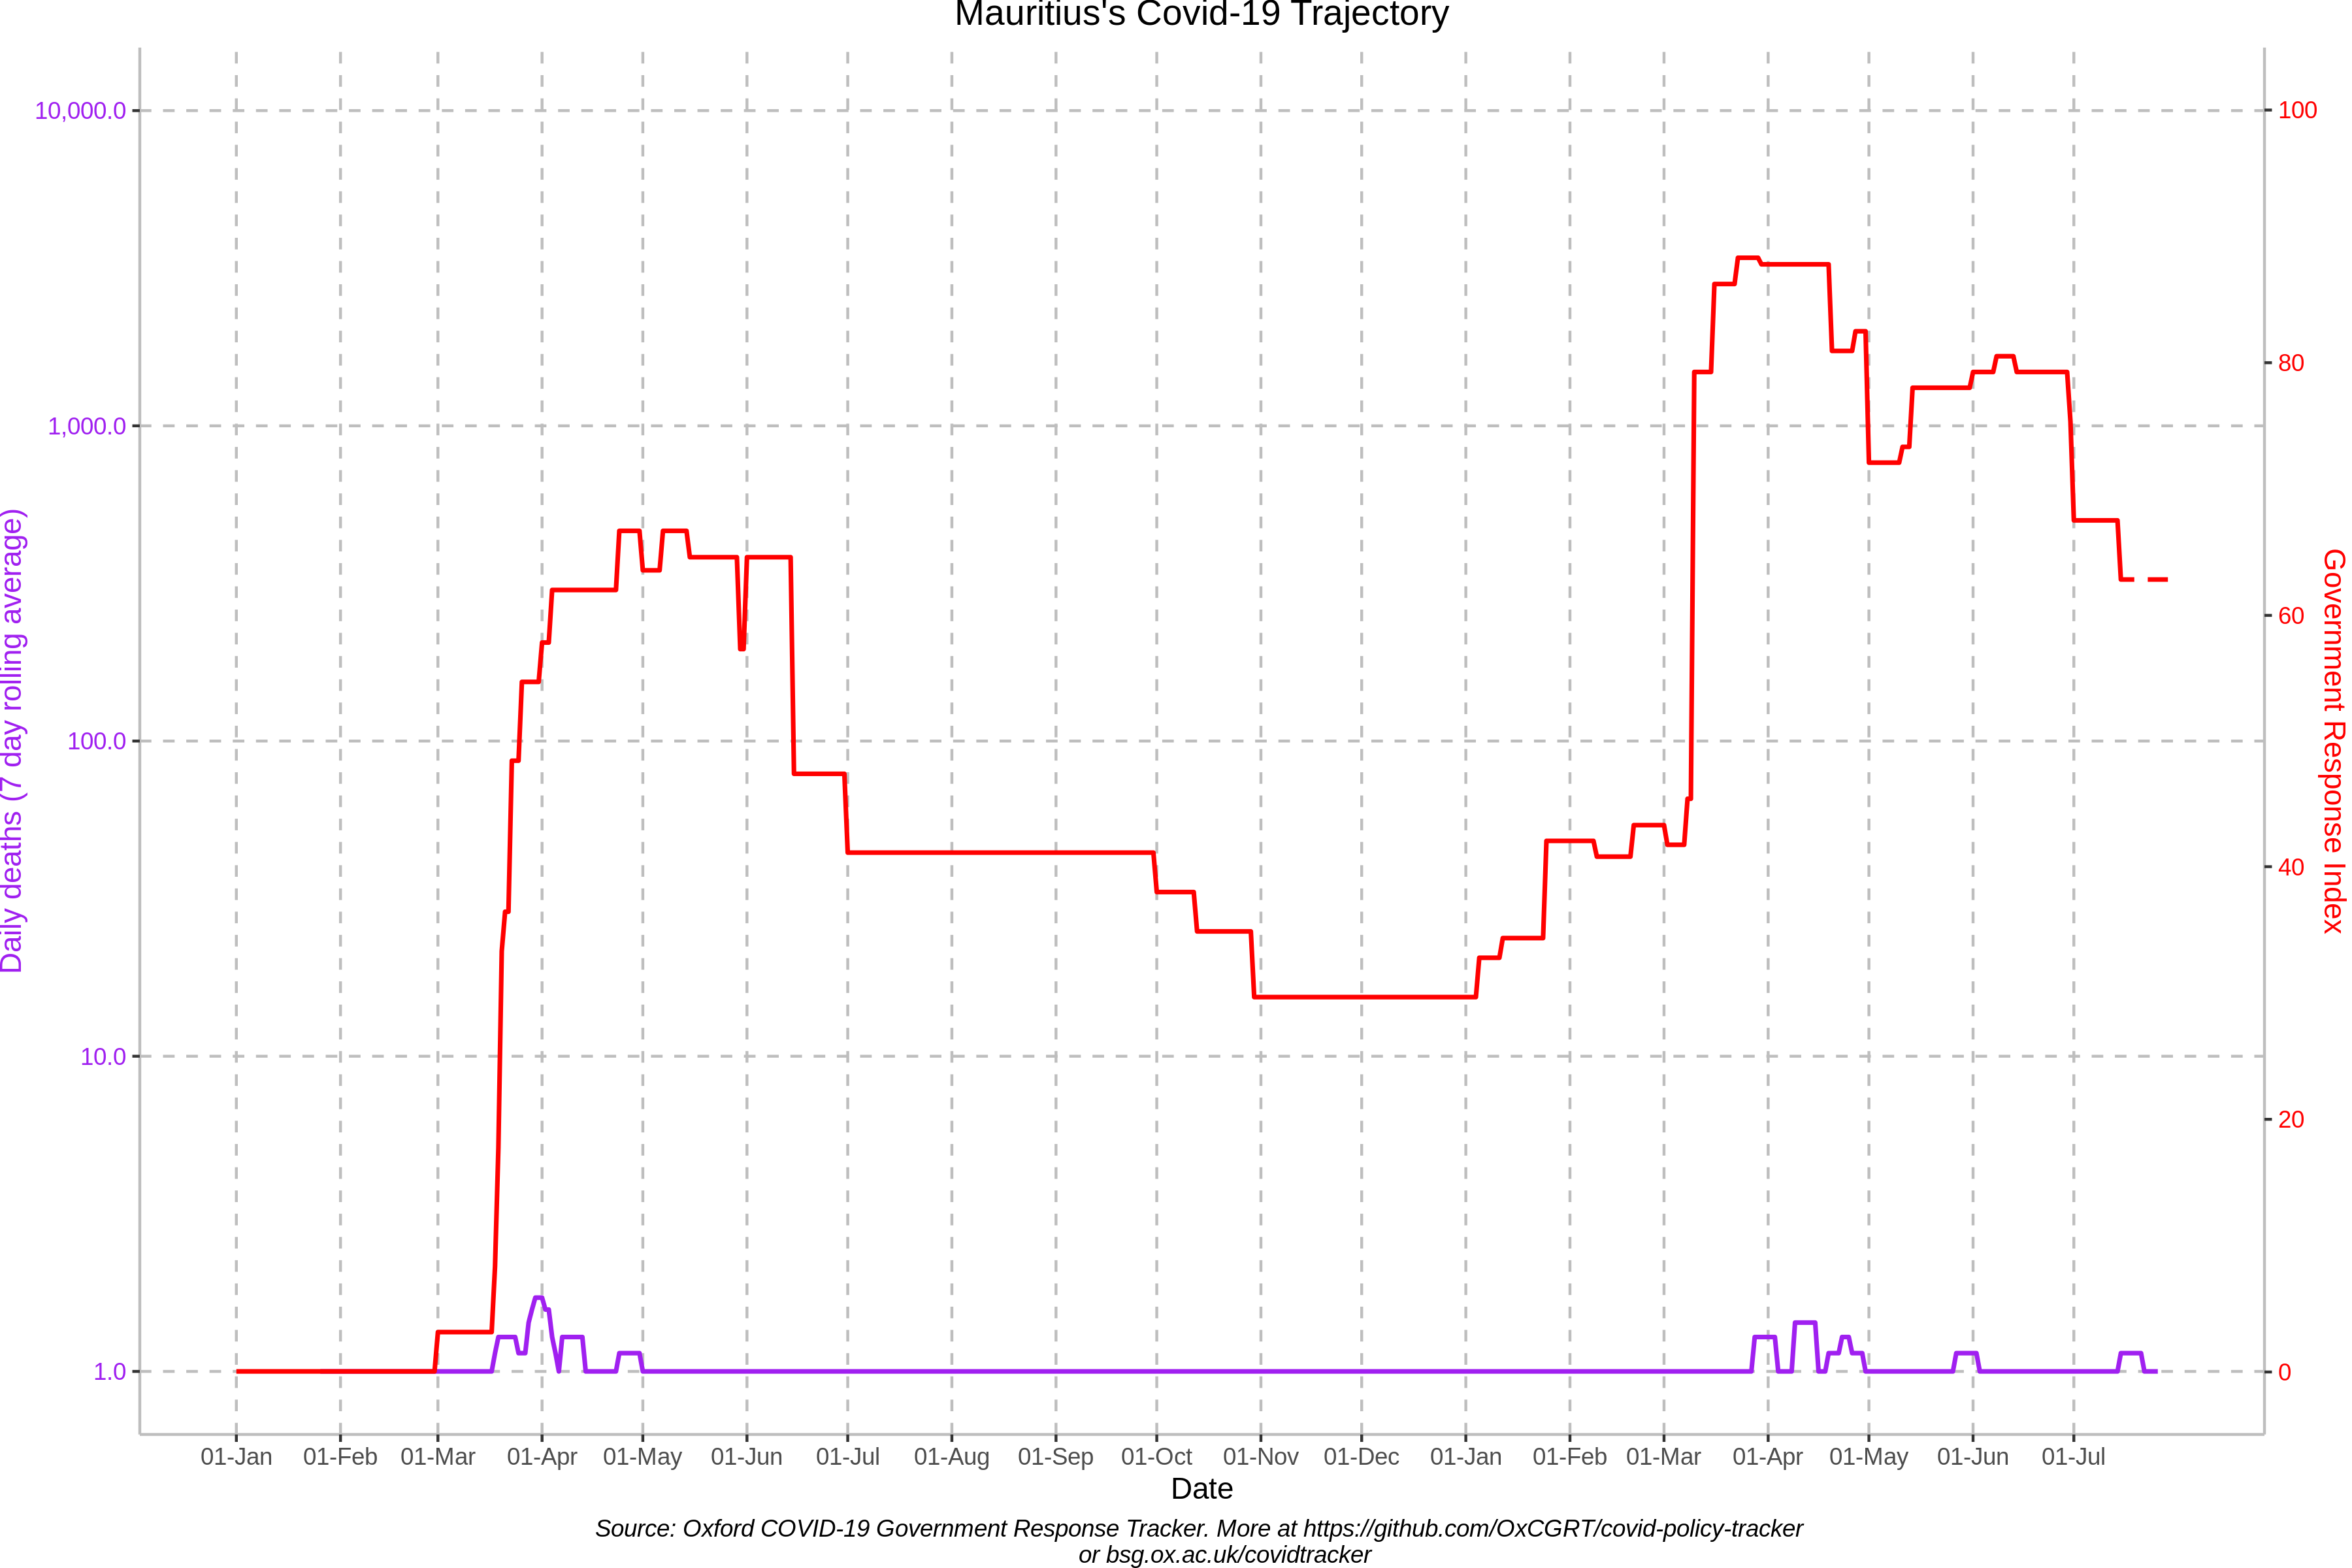 Mauritius's Covid-19 Trajectory
10,000.0
1,000.0
100.0
10.0
1.0
Daily deaths (7 day rolling average)
100
80
60
40
20
0
Government Response Index
01-Jan 01-Feb 01-Mar 01-Apr 01-May 01-Jun 01-Jul 01-Aug 01-Sep 01-Oct 01-Nov 01-Dec 01-Jan 01-Feb 01-Mar 01-Apr 01-May 01-Jun 01-Jul
Date
Source: Oxford COVID-19 Government Response Tracker. More at https://github.com/OxCGRT/covid-policy-tracker
or bsg.ox.ac.uk/covidtracker